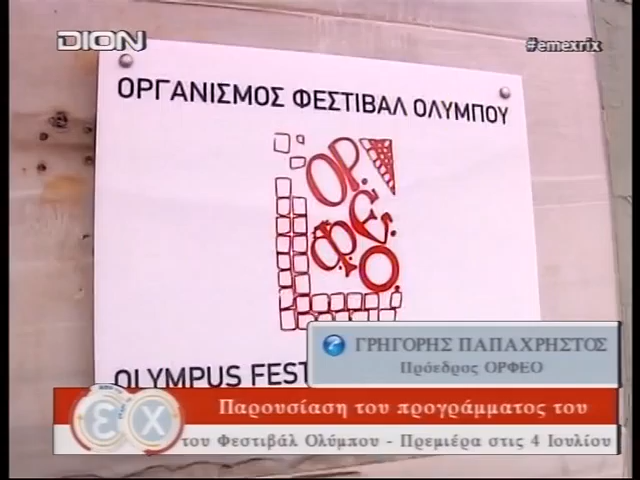 DION
#emexrix
ΟΡΓΑΝΙΣΜΟΣ ΦΕΣΤΙΒΑΛ ΟΛΥΜΠΟΥ
ΟΡ.
ΦΕ.
Φ.Ο.
OLYMPUS FEST
ΓΡΗΓΟΡΗΣ ΠΑΠΑΧΡΗΣΤΟΣ
Πρόεδρος ΟΡΦΕΟ
εχ
Παρουσίαση του προγράμματος του
του Φεστιβάλ Ολύμπου - Πρεμιέρα στις 4 Ιουλίου